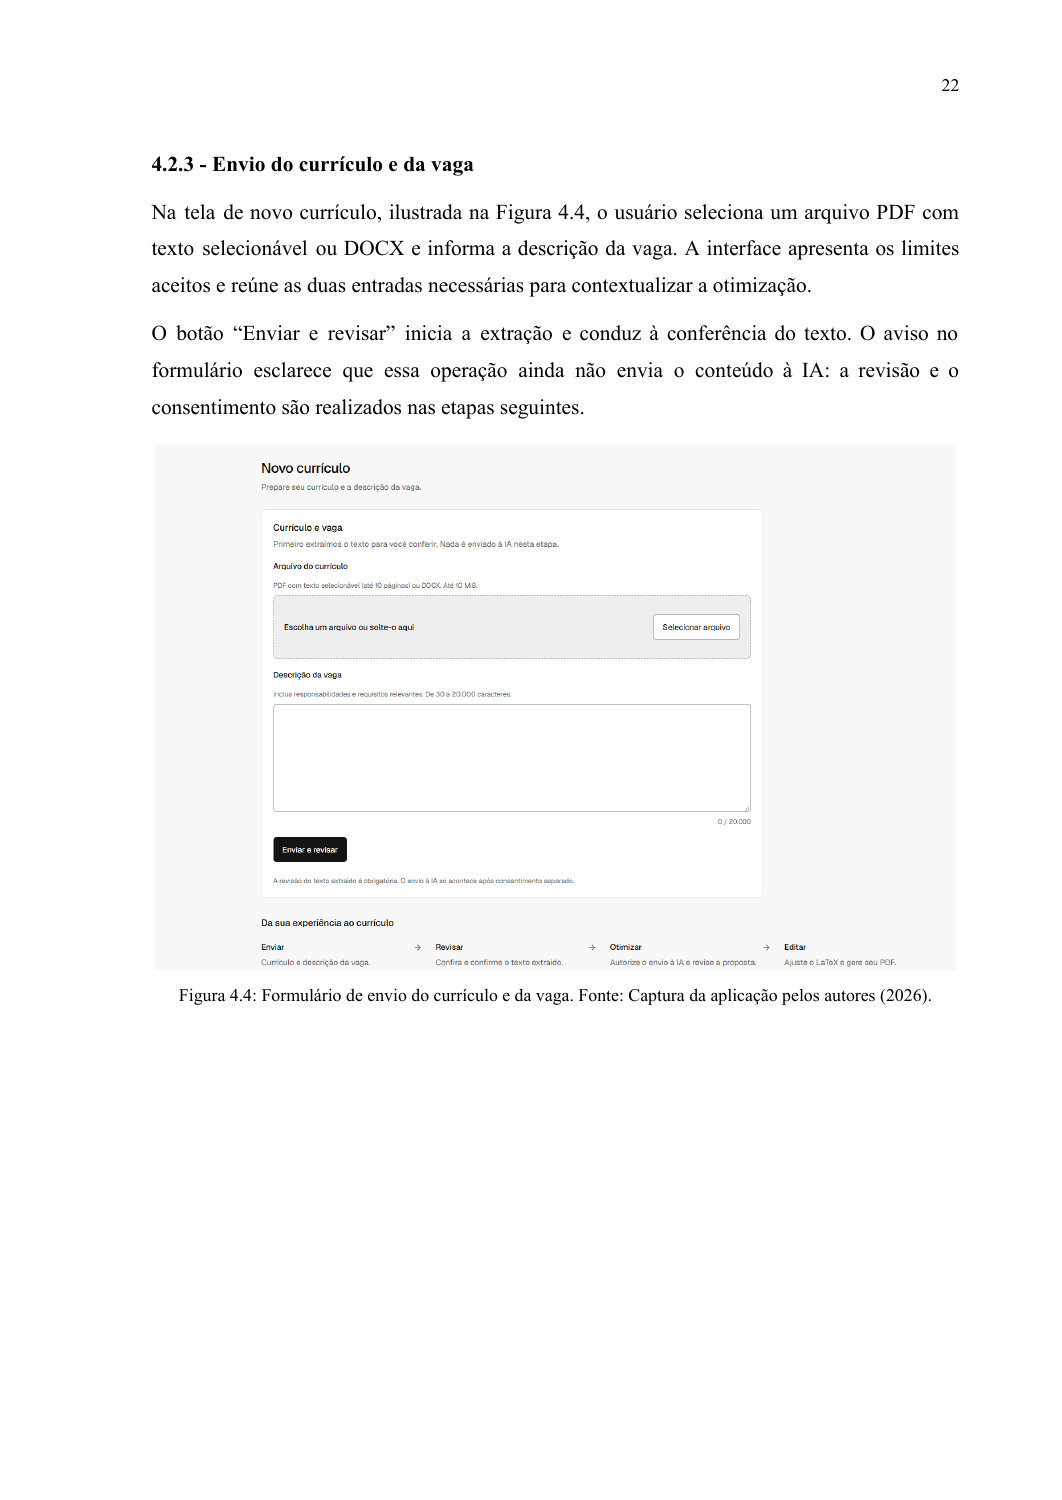 22
4.2.3 - Envio do currículo e da vaga
Na tela de novo currículo, ilustrada na Figura 4.4, o usuário seleciona um arquivo PDF com
texto selecionável ou DOCX e informa a descrição da vaga. A interface apresenta os limites
aceitos e reúne as duas entradas necessárias para contextualizar a otimização.
O botão “Enviar e revisar” inicia a extração e conduz à conferência do texto. O aviso no
formulário esclarece que essa operação ainda não envia o conteúdo à IA: a revisão e o
consentimento são realizados nas etapas seguintes.
Novo currículo
Prepare seu currículo e a descrição da vaga.
Currículo e vaga
Primeiro extraímos o texto para você conferir. Nada é enviado à IA nesta etapa.
Arquivo do currículo
PDF com texto selecionável (até 10 páginas) ou DOCX. Até 10 MiB.
Escolha um arquivo ou solte-o aqui
Selecionar arquivo
Descrição da vaga
Inclua responsabilidades e requisitos relevantes. De 30 a 20.000 caracteres.
0 / 20.000
Enviar e revisar
A revisão do texto extraído é obrigatória. O envio à IA só acontece após consentimento separado.
Da sua experiência ao currículo
Enviar → Revisar → Otimizar → Editar
Currículo e descrição da vaga. Confira e confirme o texto extraído. Autorize o envio à IA e revise a proposta. Ajuste o LaTeX e gere seu PDF.
Figura 4.4: Formulário de envio do currículo e da vaga. Fonte: Captura da aplicação pelos autores (2026).